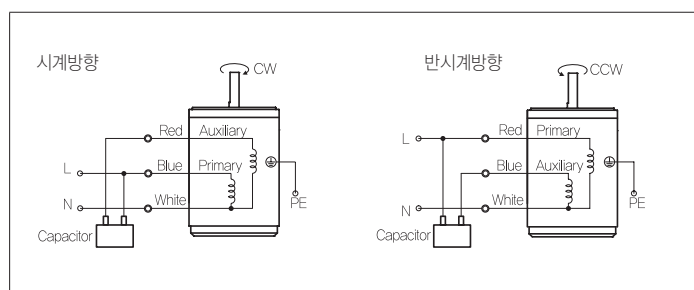 시계방향
CW
Red Auxiliary
L Blue Primary
N White
PE
Capacitor
반시계방향
CCW
L Red Primary
Blue Auxiliary
N White
PE
Capacitor